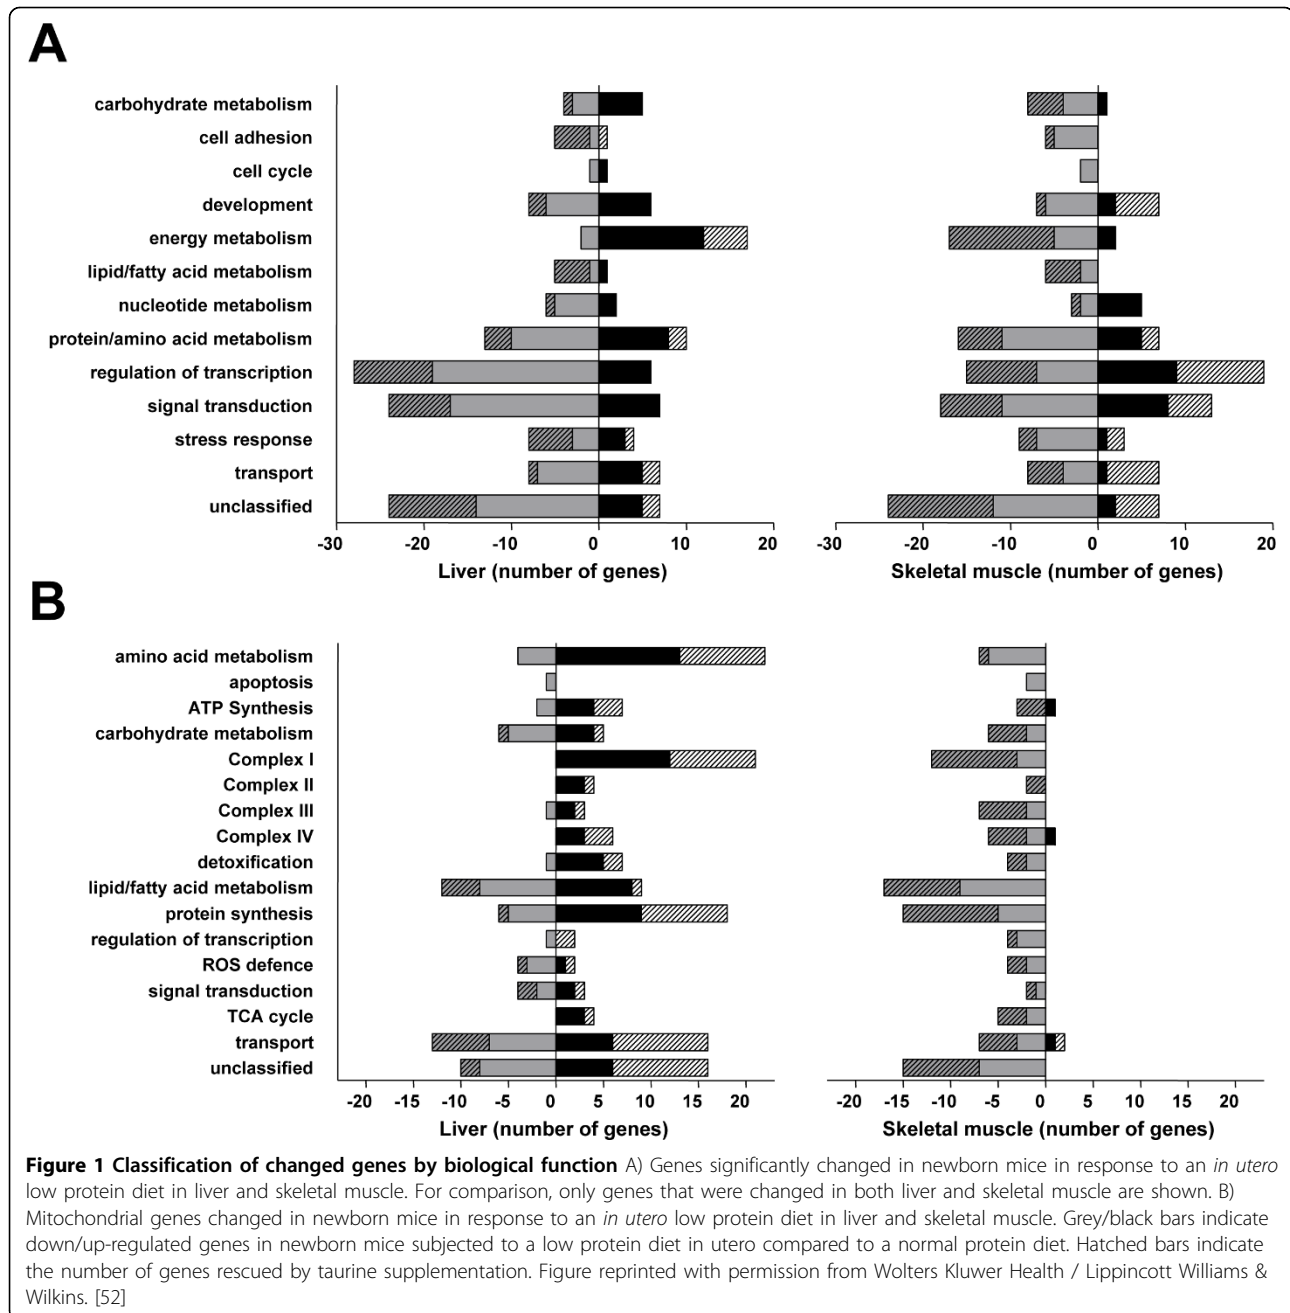 A
carbohydrate metabolism
cell adhesion
cell cycle
development
energy metabolism
lipid/fatty acid metabolism
nucleotide metabolism
protein/amino acid metabolism
regulation of transcription
signal transduction
stress response
transport
unclassified
-30 -20 -10 0 10 20 -30 -20 -10 0 10 20
Liver (number of genes) Skeletal muscle (number of genes)
B
amino acid metabolism
apoptosis
ATP Synthesis
carbohydrate metabolism
Complex I
Complex II
Complex III
Complex IV
detoxification
lipid/fatty acid metabolism
protein synthesis
regulation of transcription
ROS defence
signal transduction
TCA cycle
transport
unclassified
-20 -15 -10 -5 0 5 10 15 20 -20 -15 -10 -5 0 5 10 15 20
Liver (number of genes) Skeletal muscle (number of genes)
Figure 1 Classification of changed genes by biological function A) Genes significantly changed in newborn mice in response to an in utero
low protein diet in liver and skeletal muscle. For comparison, only genes that were changed in both liver and skeletal muscle are shown. B)
Mitochondrial genes changed in newborn mice in response to an in utero low protein diet in liver and skeletal muscle. Grey/black bars indicate
down/up-regulated genes in newborn mice subjected to a low protein diet in utero compared to a normal protein diet. Hatched bars indicate
the number of genes rescued by taurine supplementation. Figure reprinted with permission from Wolters Kluwer Health / Lippincott Williams &
Wilkins. [52]